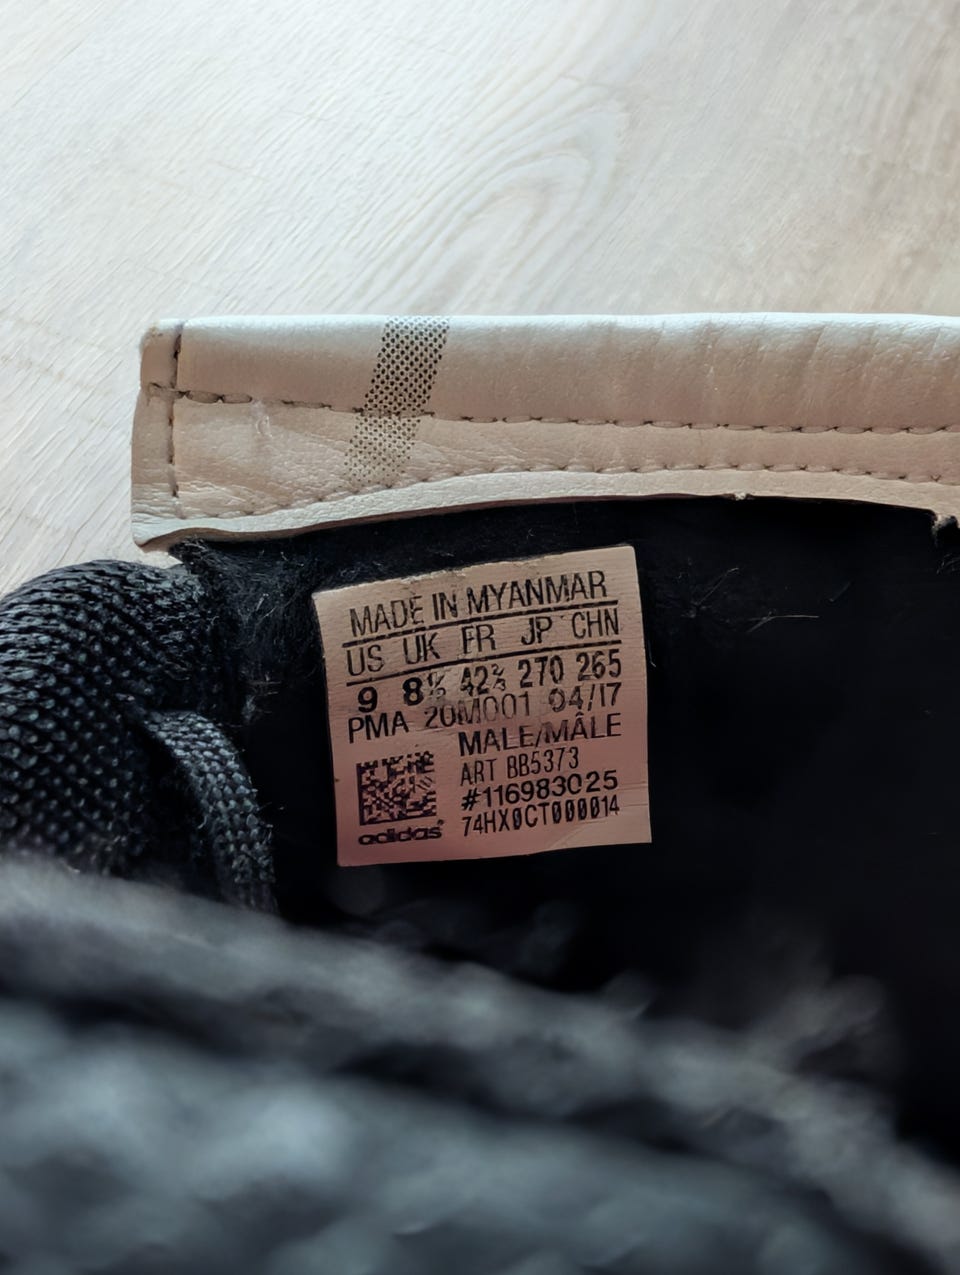 MADE IN MYANMAR
US UK FR JP CHN
9 8½ 42⅔ 270 265
PMA 20M001 04/17
MALE/MÂLE
ART BB5373
#116983025
74HX0CT000014
adidas